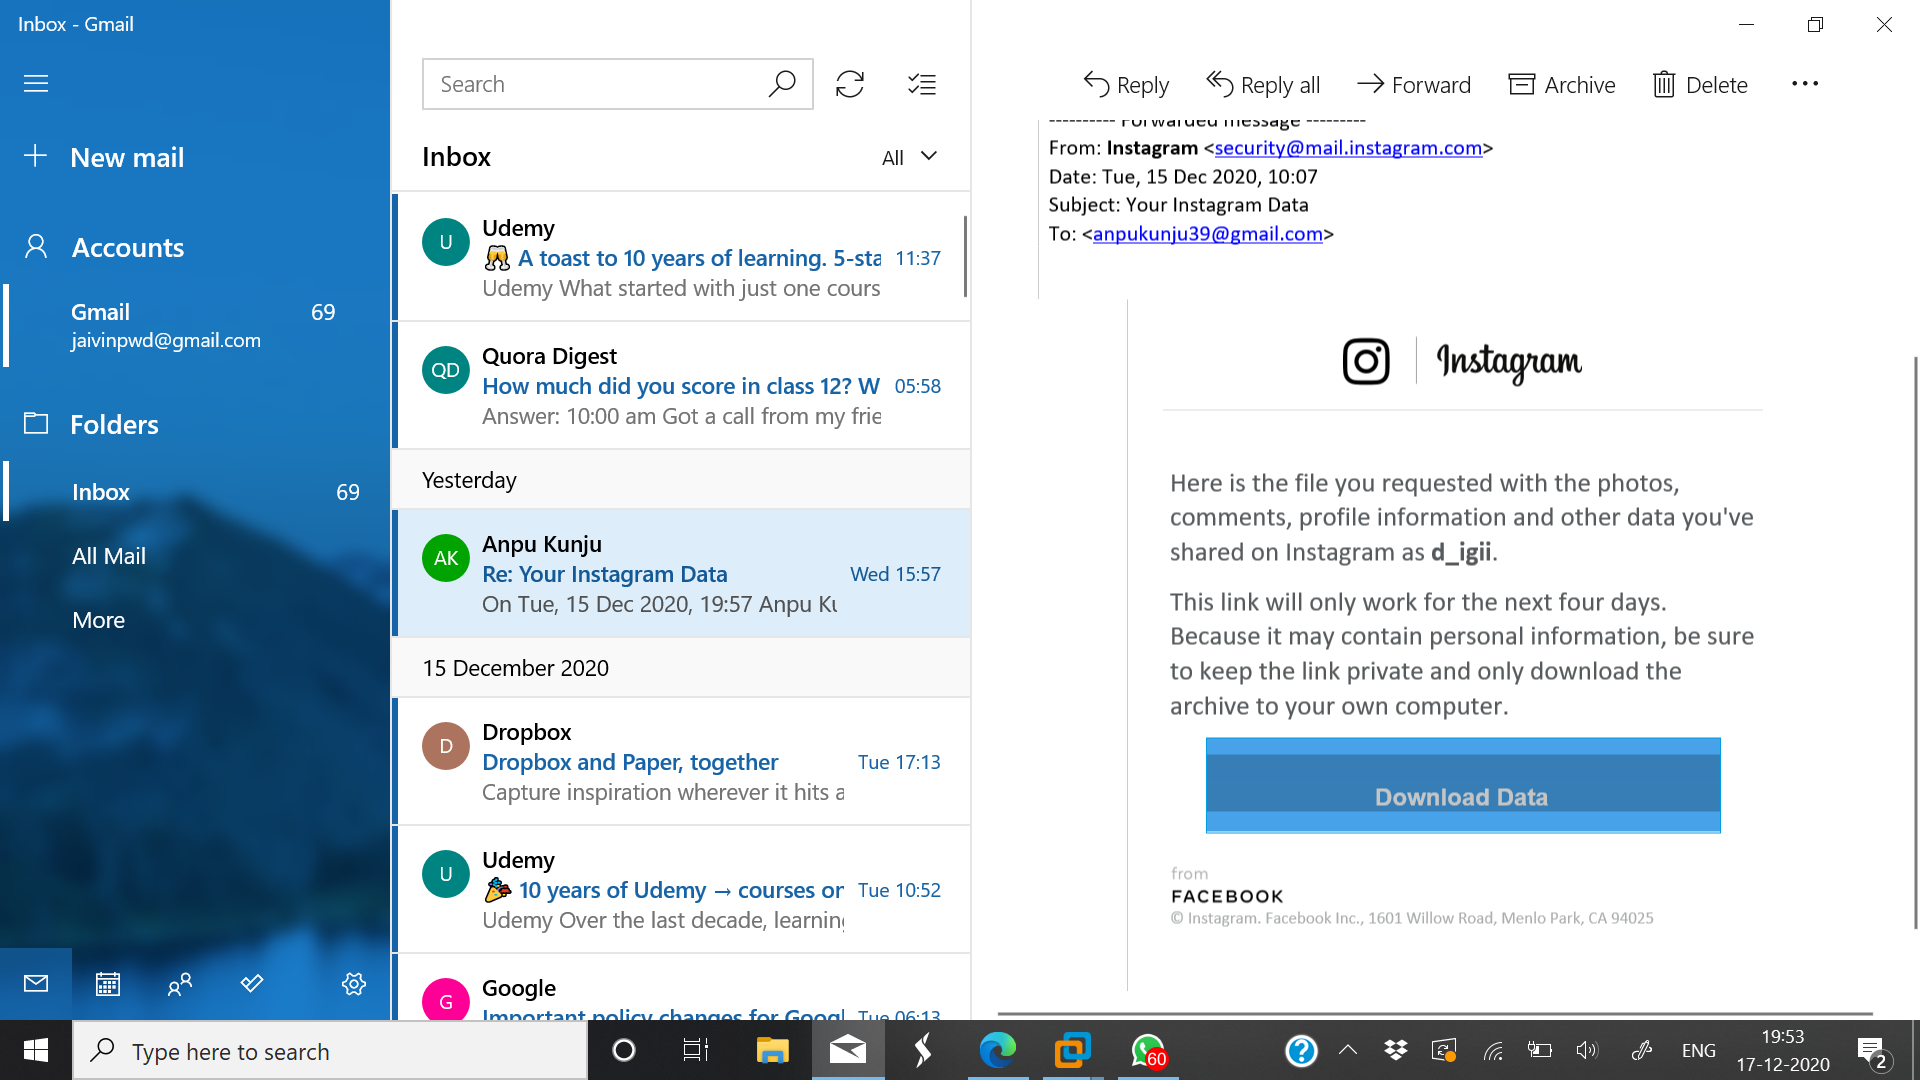 Inbox - Gmail
New mail
Accounts
Gmail 69
jaivinpwd@gmail.com
Folders
Inbox 69
All Mail
More
Search
Inbox
All
U
Udemy
🥂 A toast to 10 years of learning. 5-sta 11:37
Udemy What started with just one cours
QD
Quora Digest
How much did you score in class 12? W 05:58
Answer: 10:00 am Got a call from my frie
Yesterday
AK
Anpu Kunju
Re: Your Instagram Data Wed 15:57
On Tue, 15 Dec 2020, 19:57 Anpu Ku
15 December 2020
D
Dropbox
Dropbox and Paper, together Tue 17:13
Capture inspiration wherever it hits a
U
Udemy
🎉 10 years of Udemy → courses on Tue 10:52
Udemy Over the last decade, learning
G
Google
Important policy changes for Googl Tue 06:13
Reply Reply all Forward Archive Delete
---------- Forwarded message ---------
From: Instagram <security@mail.instagram.com>
Date: Tue, 15 Dec 2020, 10:07
Subject: Your Instagram Data
To: <anpukunju39@gmail.com>
Instagram
Here is the file you requested with the photos,
comments, profile information and other data you've
shared on Instagram as d_igii.
This link will only work for the next four days.
Because it may contain personal information, be sure
to keep the link private and only download the
archive to your own computer.
Download Data
from
FACEBOOK
© Instagram. Facebook Inc., 1601 Willow Road, Menlo Park, CA 94025
Type here to search
60
?
ENG
19:53
17-12-2020
2